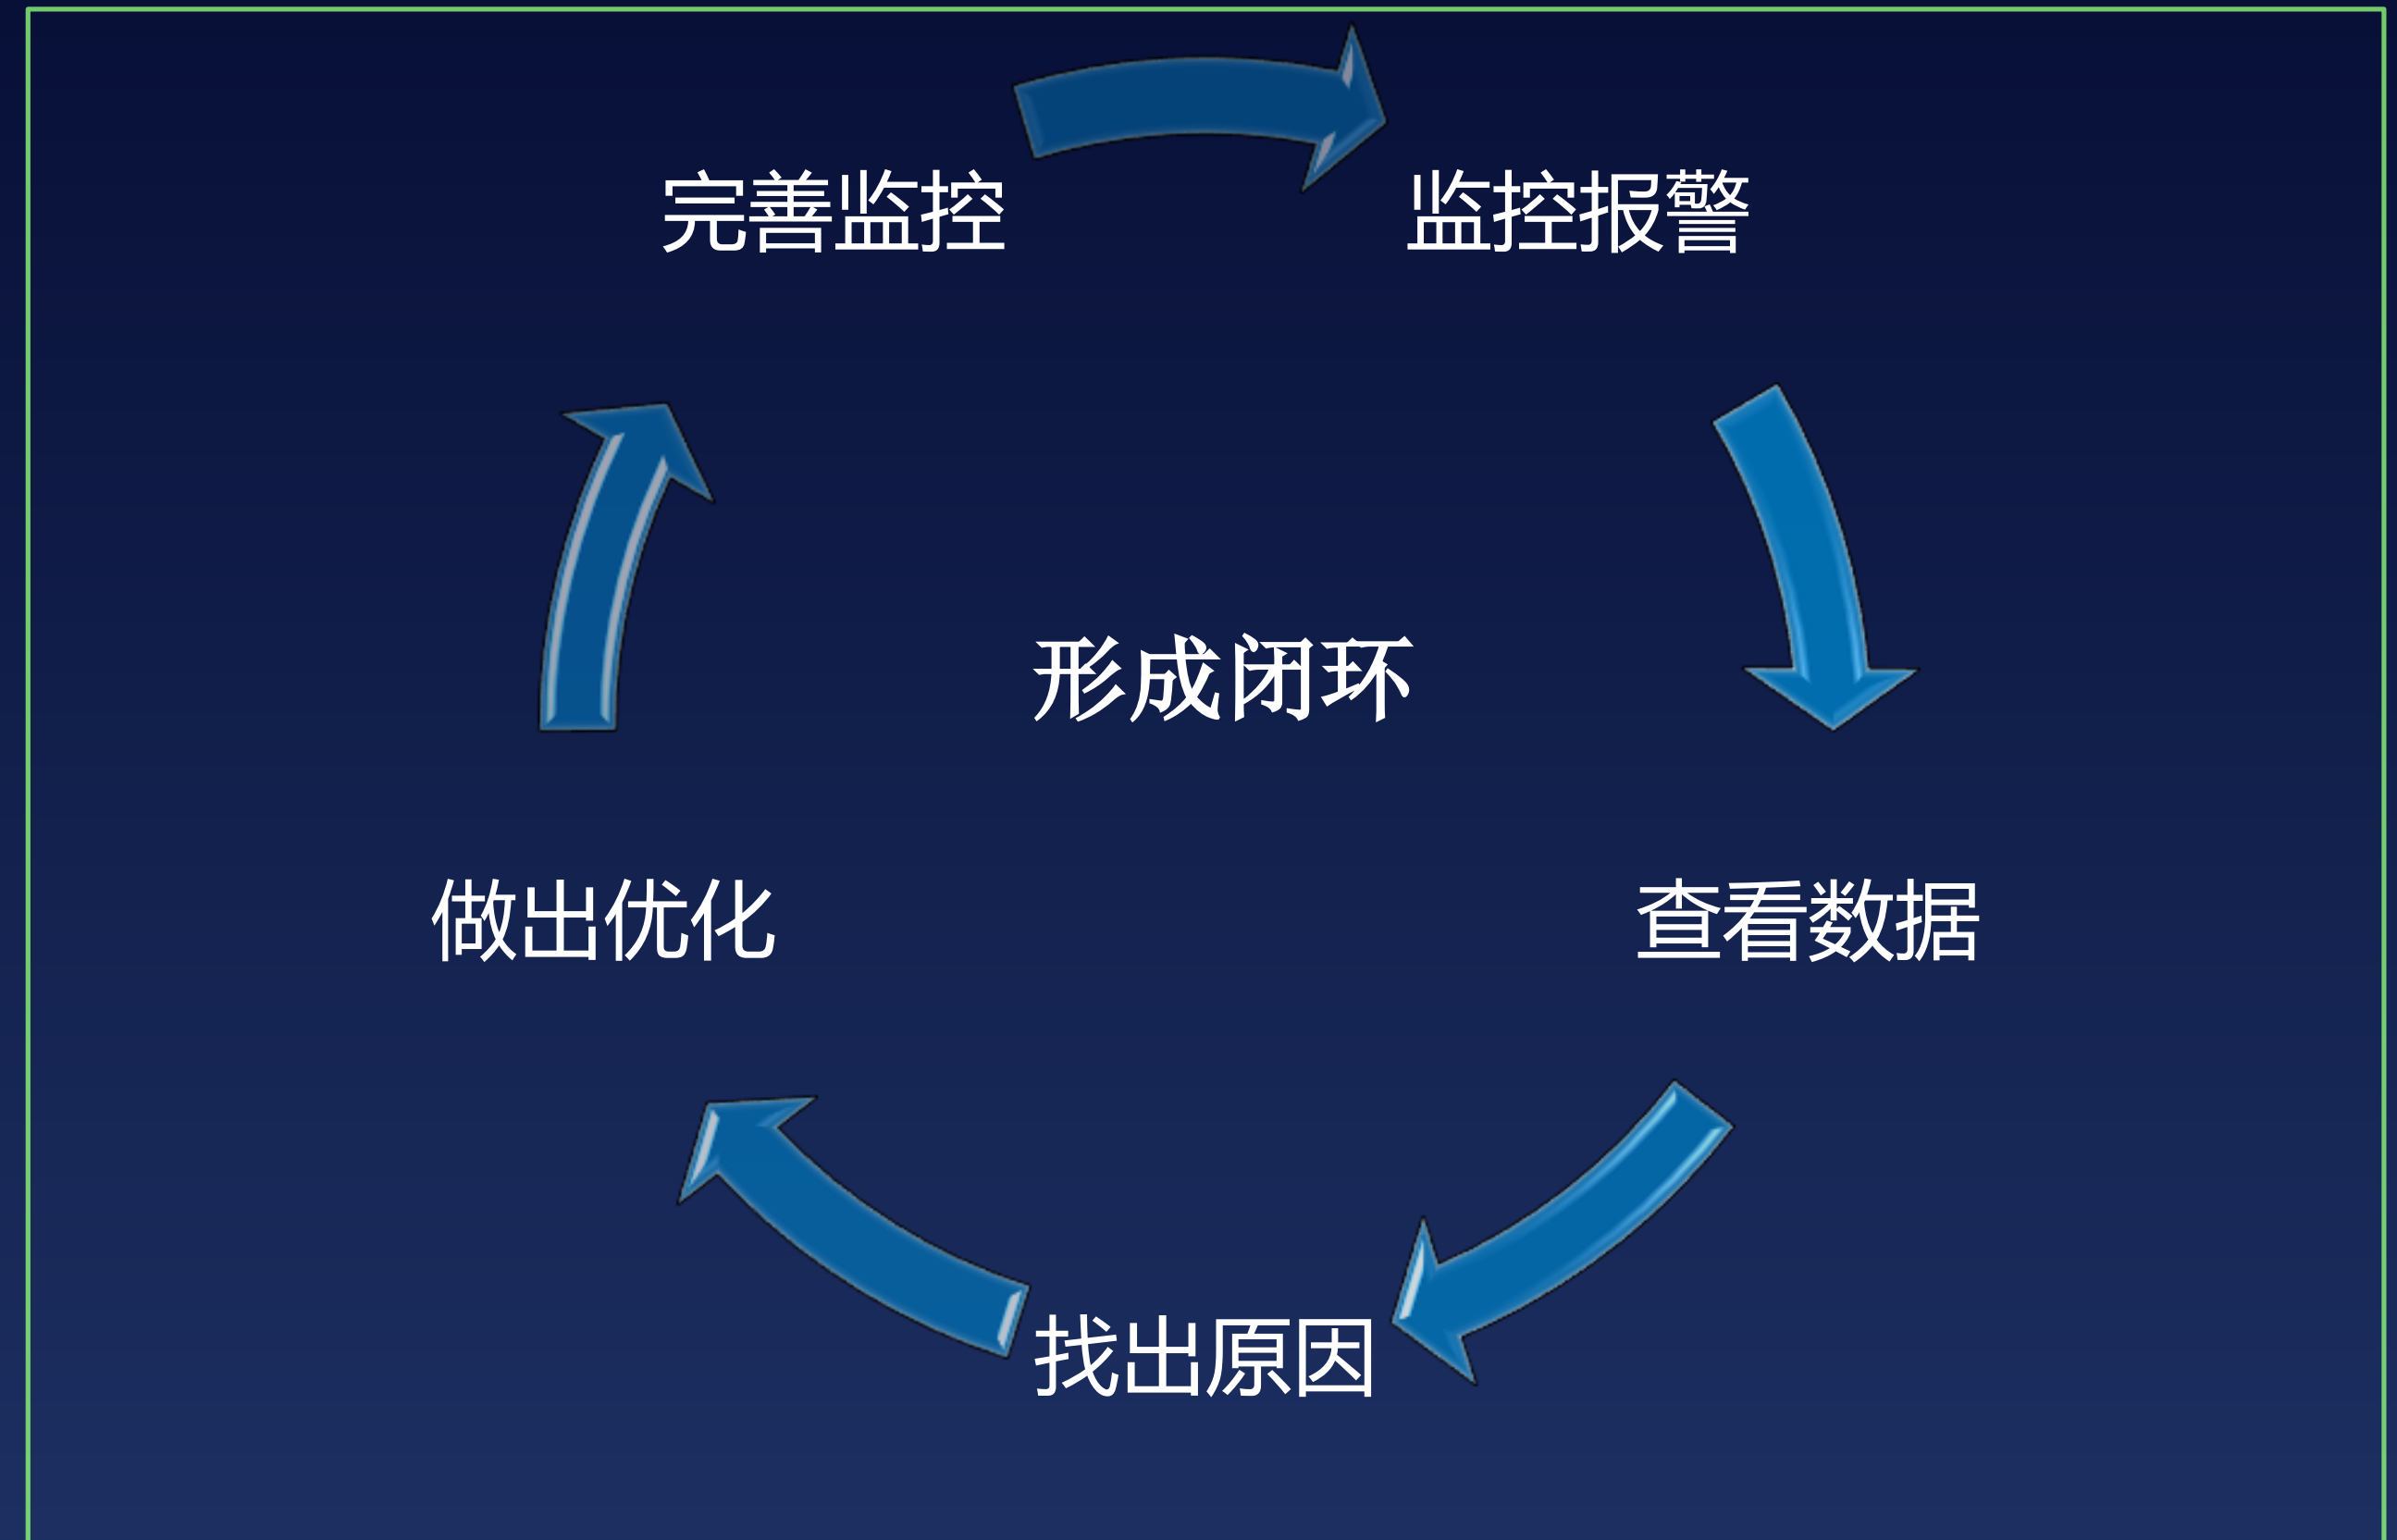 完善监控
监控报警
形成闭环
做出优化
查看数据
找出原因